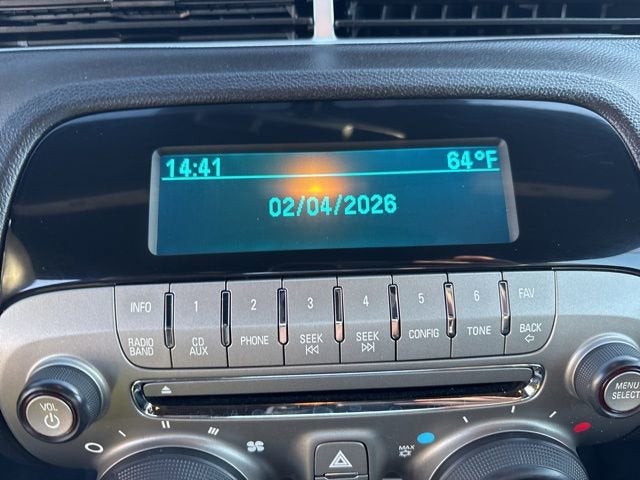 14:41 64°F
02/04/2026
INFO 1 2 3 4 5 6 FAV
RADIO BAND CD AUX PHONE SEEK SEEK CONFIG TONE BACK
VOL
MENU
SELECT
MAX